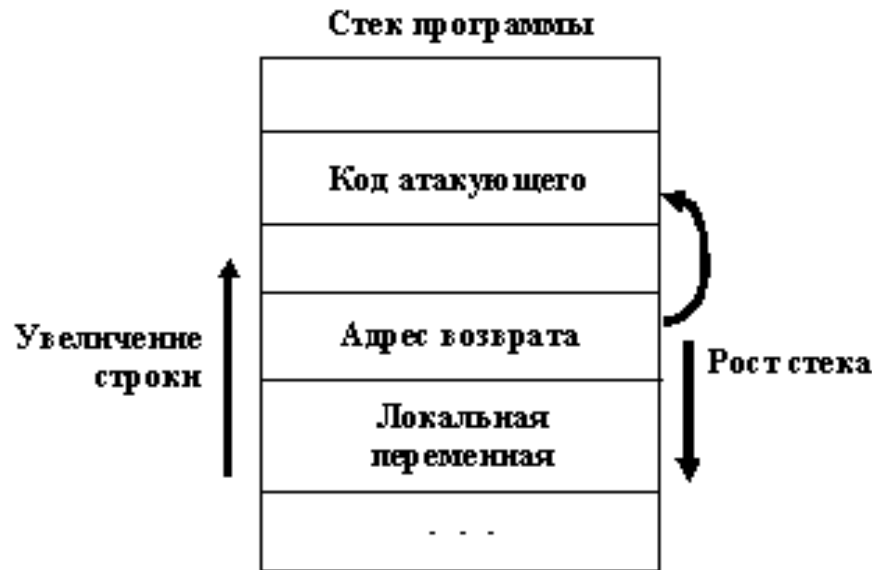 Стек программы
Код атакующего
Адрес возврата
Увеличение
строки
Рост стека
Локальная
переменная
. . .